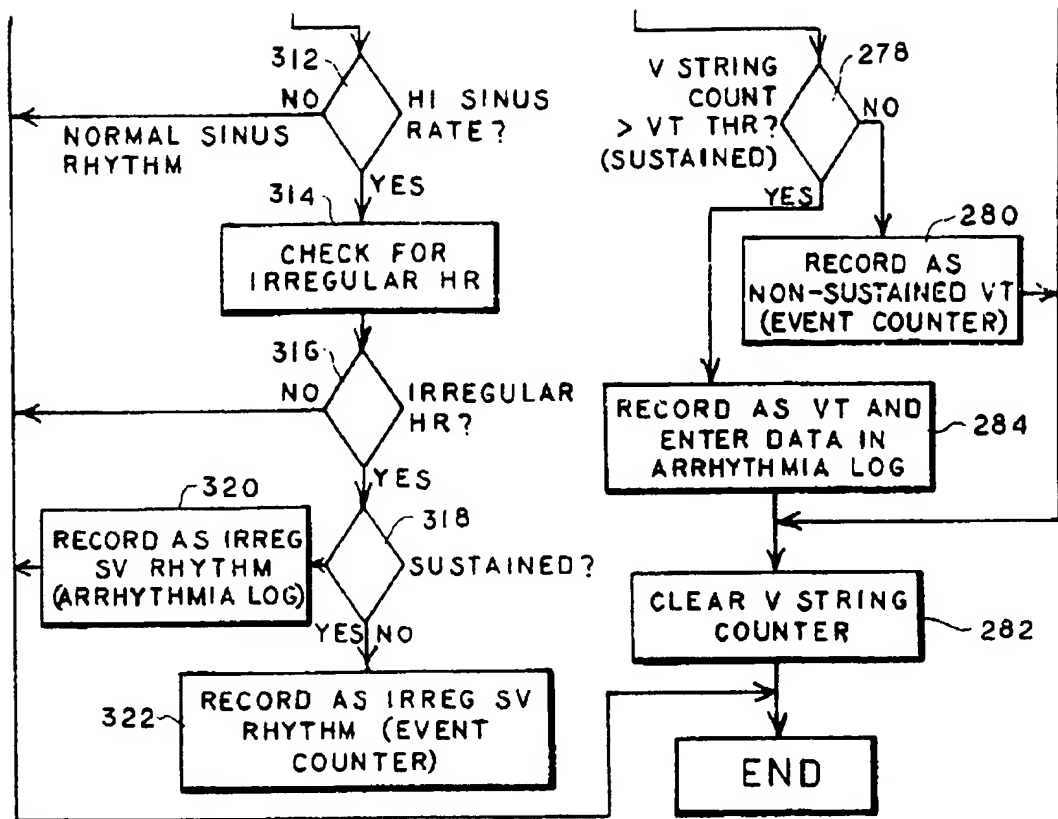 312
NO
HI SINUS
RATE?
NORMAL SINUS
RHYTHM
YES
314
CHECK FOR
IRREGULAR HR
316
NO
IRREGULAR
HR?
YES
320
RECORD AS IRREG
SV RHYTHM
(ARRHYTHMIA LOG)
318
SUSTAINED?
YES
NO
322
RECORD AS IRREG SV
RHYTHM (EVENT
COUNTER)
V STRING
COUNT
> VT THR?
(SUSTAINED)
278
NO
YES
280
RECORD AS
NON-SUSTAINED VT
(EVENT COUNTER)
RECORD AS VT AND
ENTER DATA IN
ARRHYTHMIA LOG
284
CLEAR V STRING
COUNTER
282
END